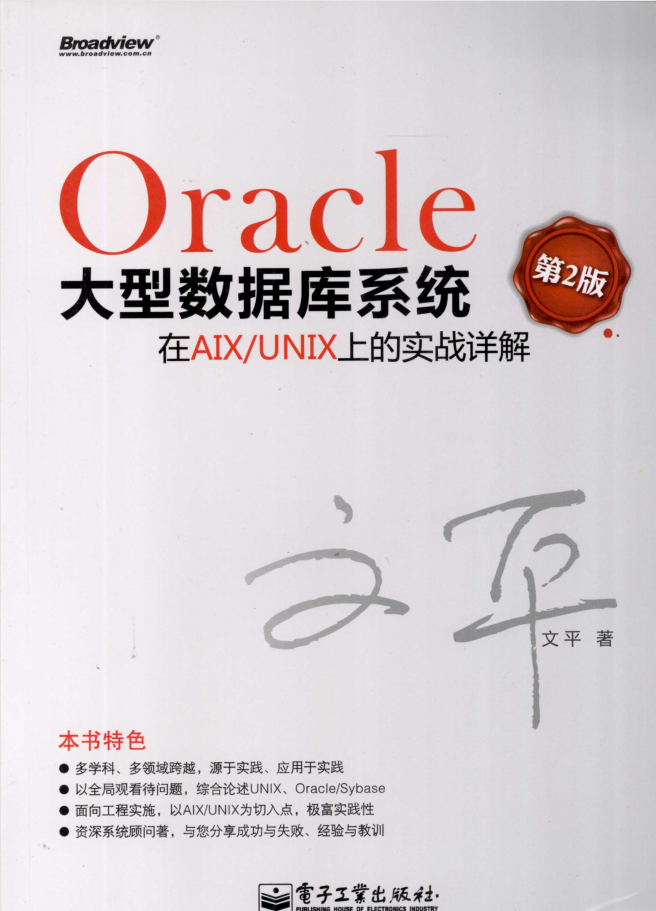 Broadview®
www.broadview.com.cn
Oracle
大型数据库系统
第2版
在AIX/UNIX上的实战详解
文平
文平 著
本书特色
● 多学科、多领域跨越，源于实践、应用于实践
● 以全局观看待问题，综合论述UNIX、Oracle/Sybase
● 面向工程实施，以AIX/UNIX为切入点，极富实践性
● 资深系统顾问著，与您分享成功与失败、经验与教训
電子工業出版社.
PUBLISHING HOUSE OF ELECTRONICS INDUSTRY